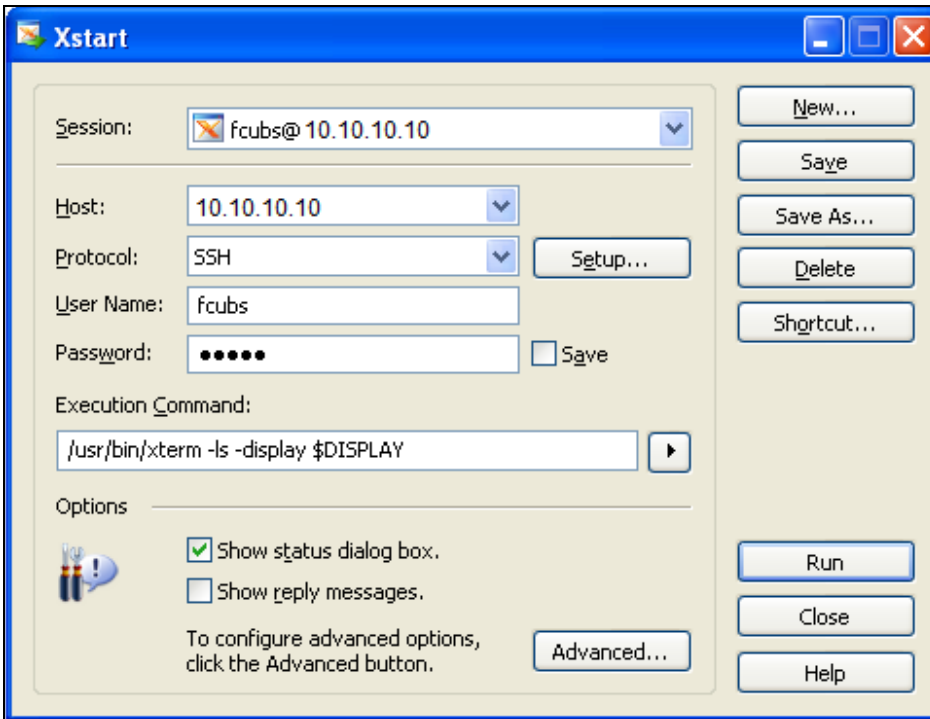 Xstart
Session:
fcubs@ 10.10.10.10
Host:
10.10.10.10
Protocol:
SSH
Setup...
User Name:
fcubs
Password:
●●●●●
Save
Execution Command:
/usr/bin/xterm -ls -display $DISPLAY
Options
Show status dialog box.
Show reply messages.
To configure advanced options,
click the Advanced button.
Advanced...
New...
Save
Save As...
Delete
Shortcut...
Run
Close
Help